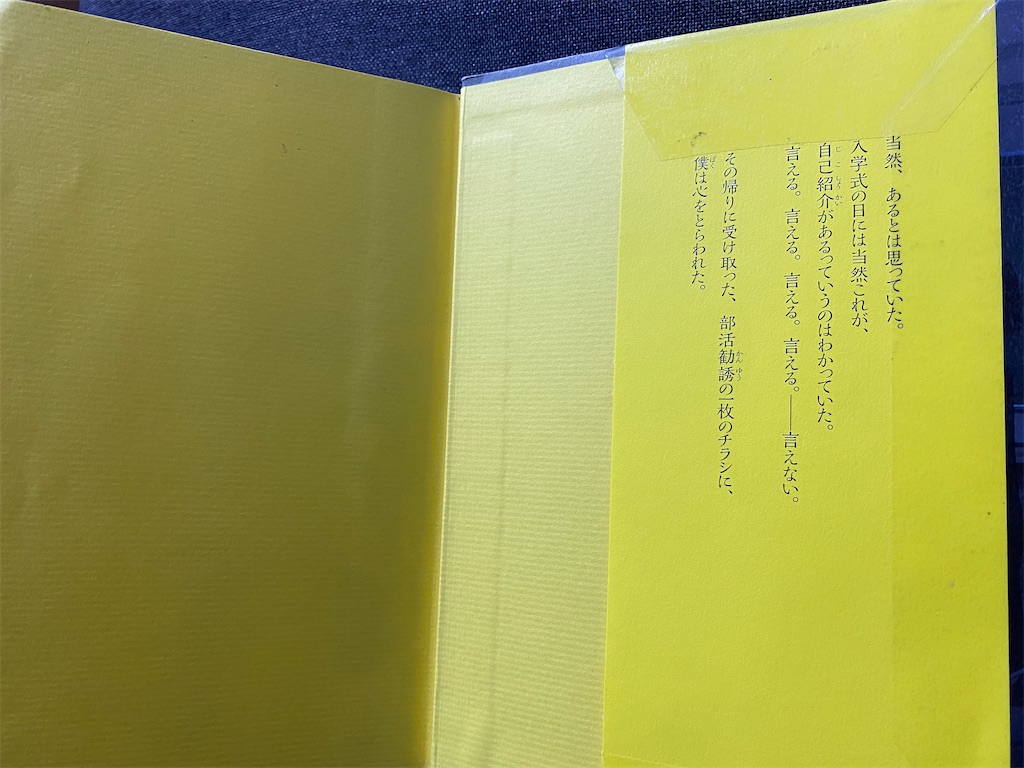 当然、あるとは思っていた。
入学式の日には当然これが、
自己紹介があるっていうのはわかっていた。
言える。言える。言える。言える。――言えない。
その帰りに受け取った、部活勧誘の一枚のチラシに、
僕は心をとらわれた。